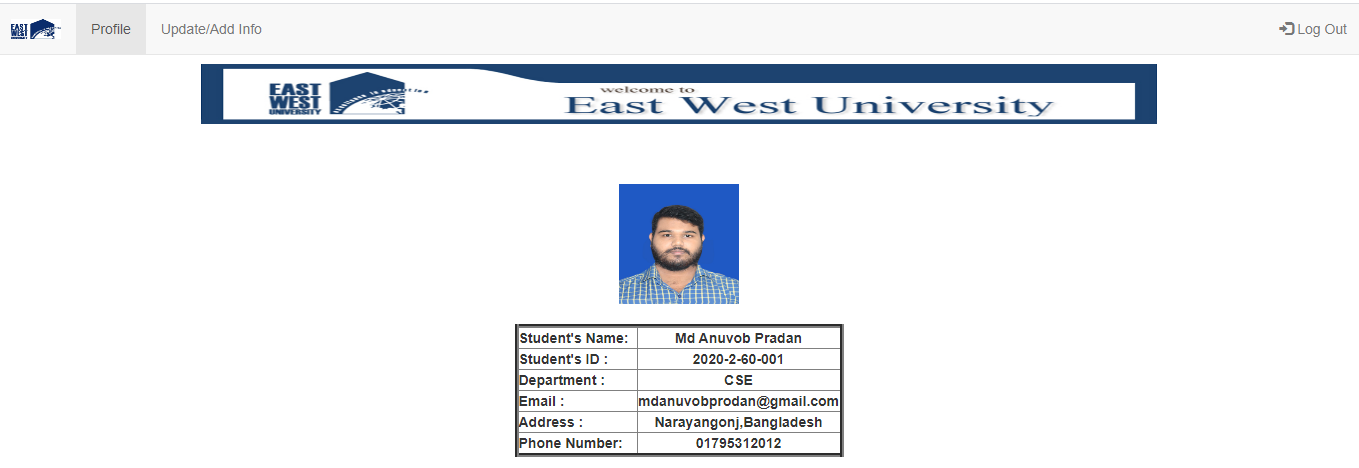 EAST
WEST
UNIVERSITY
Profile
Update/Add Info
Log Out
EAST
WEST
UNIVERSITY
welcome to
East West University
Student's Name: Md Anuvob Pradan
Student's ID : 2020-2-60-001
Department : CSE
Email : mdanuvobprodan@gmail.com
Address : Narayangonj,Bangladesh
Phone Number: 01795312012